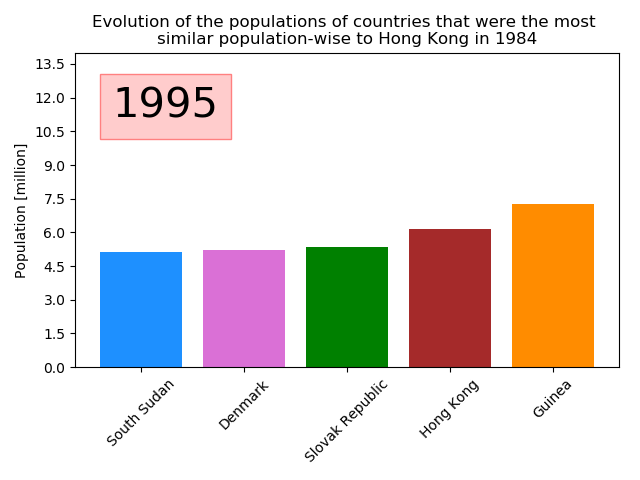 Evolution of the populations of countries that were the most
similar population-wise to Hong Kong in 1984
1995
Population [million]
13.5
12.0
10.5
9.0
7.5
6.0
4.5
3.0
1.5
0.0
South Sudan
Denmark
Slovak Republic
Hong Kong
Guinea